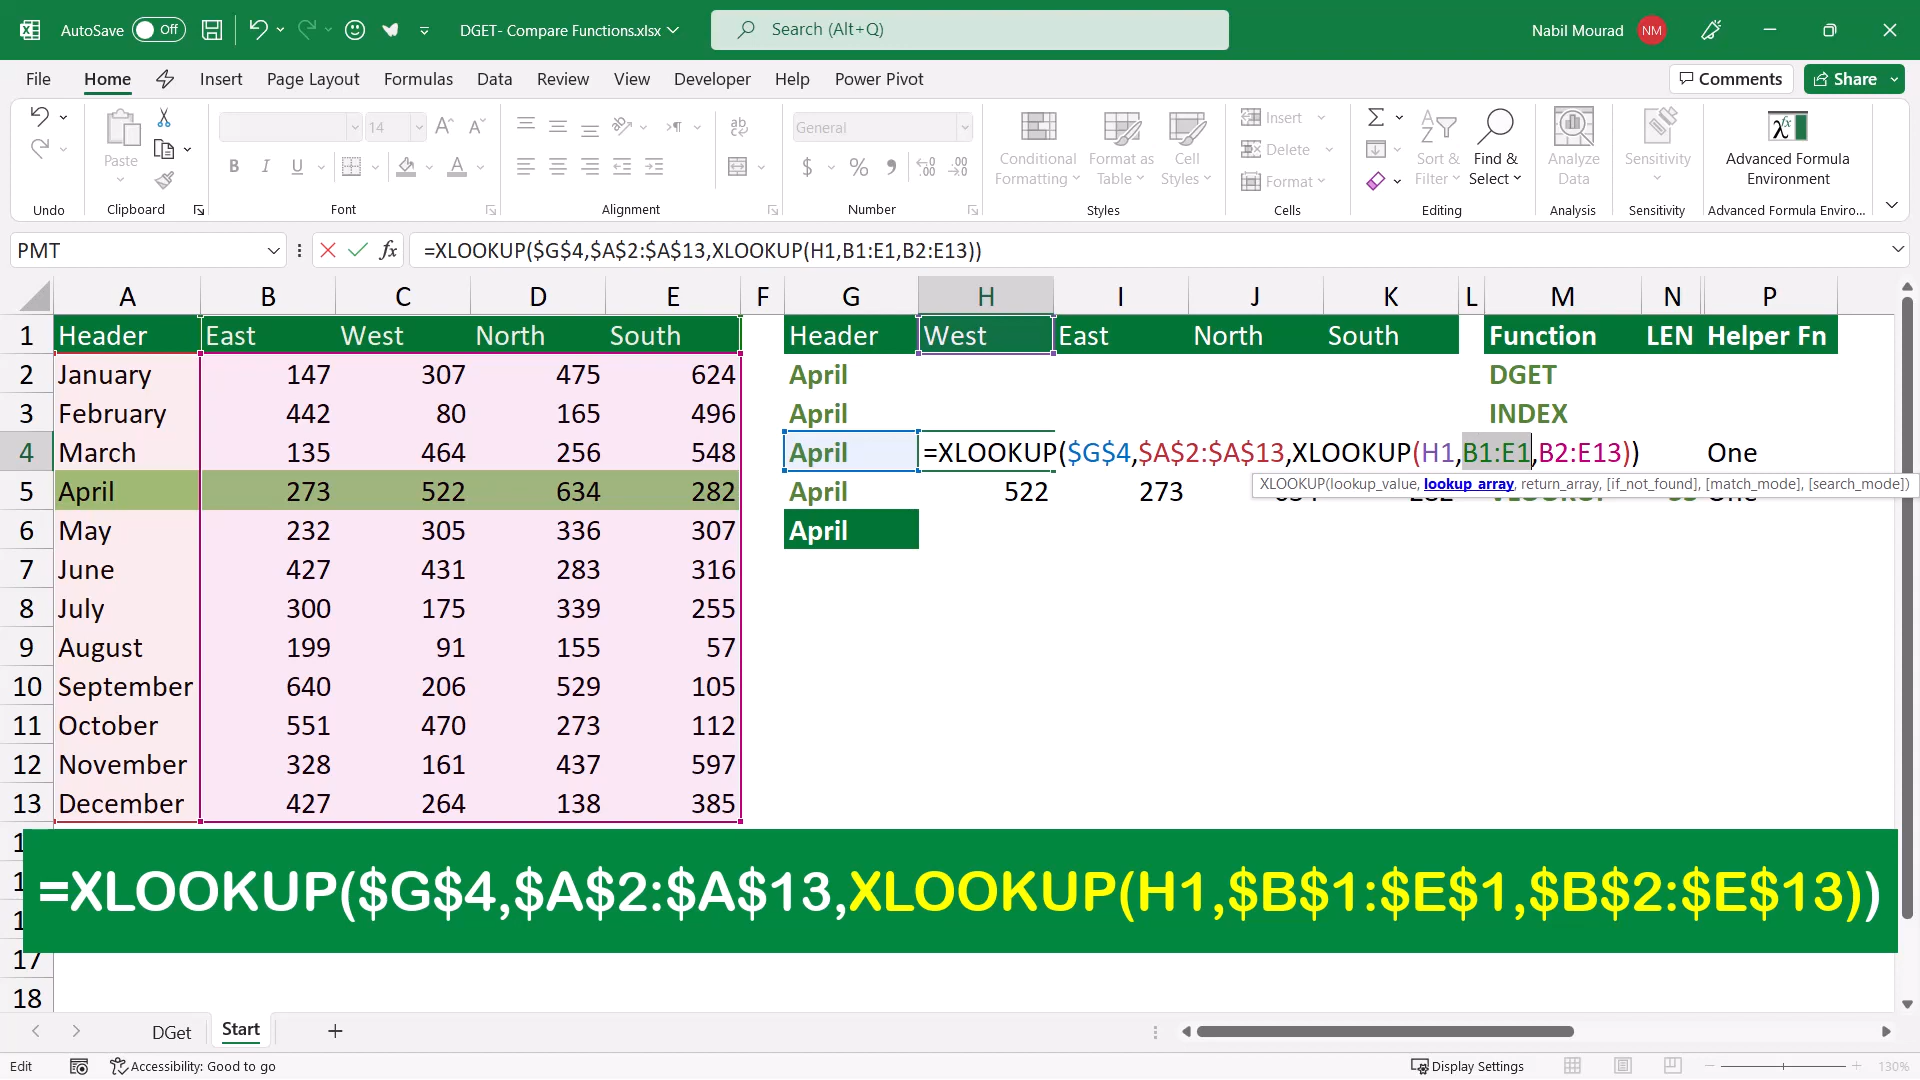 AutoSave Off DGET- Compare Functions.xlsx Search (Alt+Q) Nabil Mourad NM
File Home Insert Page Layout Formulas Data Review View Developer Help Power Pivot Comments Share
Paste
14
B I U A
ab
General
$ %
Conditional Formatting
Format as Table
Cell Styles
Insert
Delete
Format
Sort & Filter
Find & Select
Analyze Data
Sensitivity
Advanced Formula Environment
Undo Clipboard Font Alignment Number Styles Cells Editing Analysis Sensitivity Advanced Formula Enviro...
PMT fx =XLOOKUP($G$4,$A$2:$A$13,XLOOKUP(H1,B1:E1,B2:E13))
A B C D E F G H I J K L M N P
1 Header East West North South Header West East North South Function LEN Helper Fn
2 January 147 307 475 624 April DGET
3 February 442 80 165 496 April INDEX
4 March 135 464 256 548 April =XLOOKUP($G$4,$A$2:$A$13,XLOOKUP(H1,B1:E1,B2:E13)) One
XLOOKUP(lookup_value, lookup_array, return_array, [if_not_found], [match_mode], [search_mode])
5 April 273 522 634 282 April 522 273
6 May 232 305 336 307 April
7 June 427 431 283 316
8 July 300 175 339 255
9 August 199 91 155 57
10 September 640 206 529 105
11 October 551 470 273 112
12 November 328 161 437 597
13 December 427 264 138 385
=XLOOKUP($G$4,$A$2:$A$13,XLOOKUP(H1,$B$1:$E$1,$B$2:$E$13))
17
18
DGet Start
Edit Accessibility: Good to go Display Settings 130%